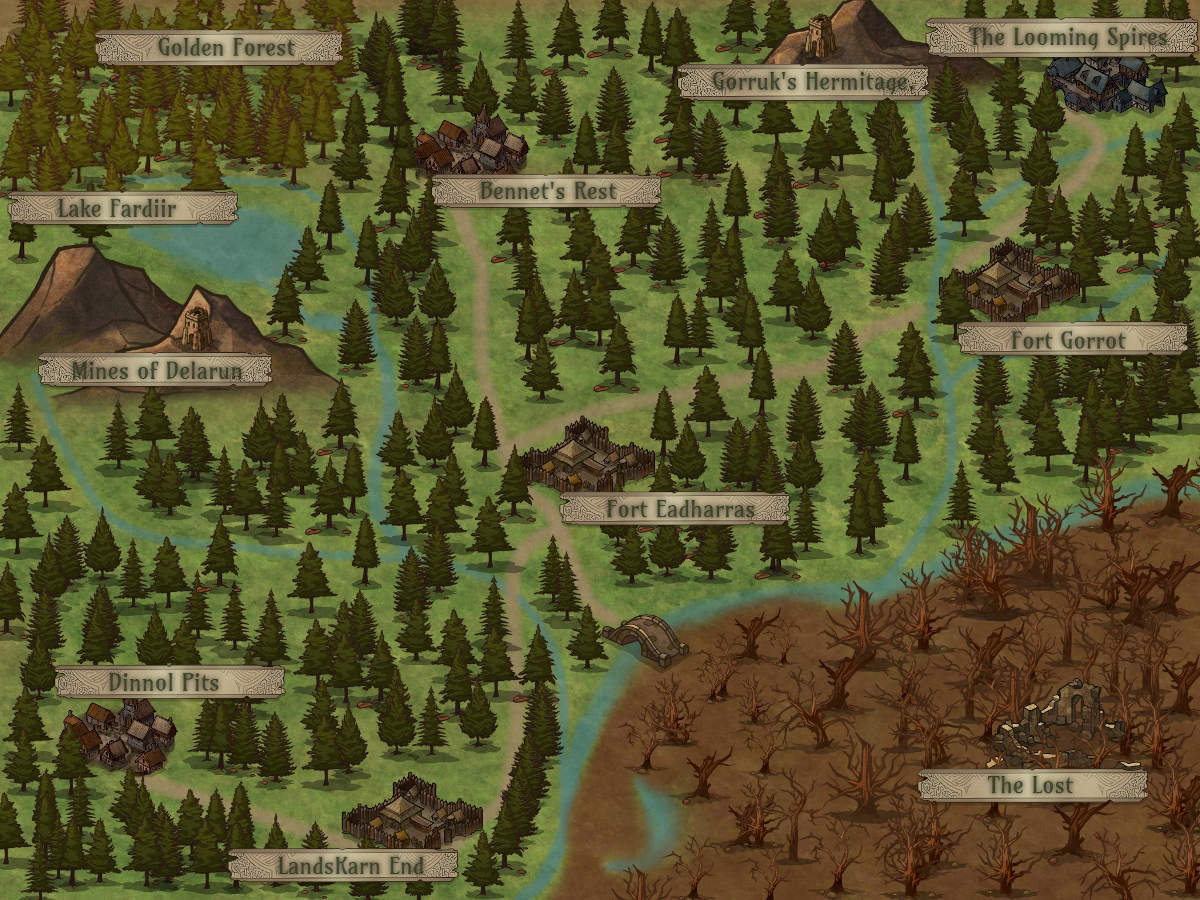 The Looming Spires
Golden Forest
Gorruk's Hermitage
Bennet's Rest
Lake Fardiir
Fort Gorrot
Mines of Delarun
Fort Eadharras
Dinnol Pits
The Lost
LandsKarn End